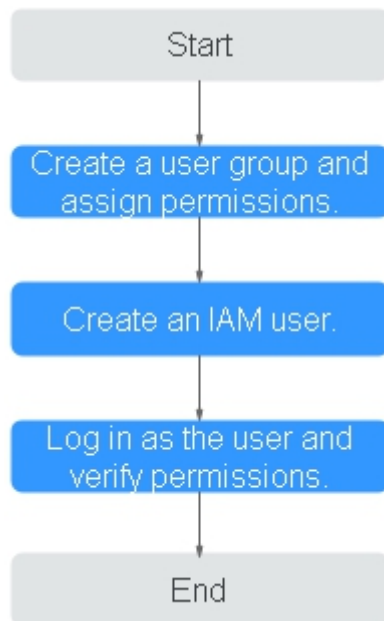 Start
Create a user group and
assign permissions.
Create an IAM user.
Log in as the user and
verify permissions.
End